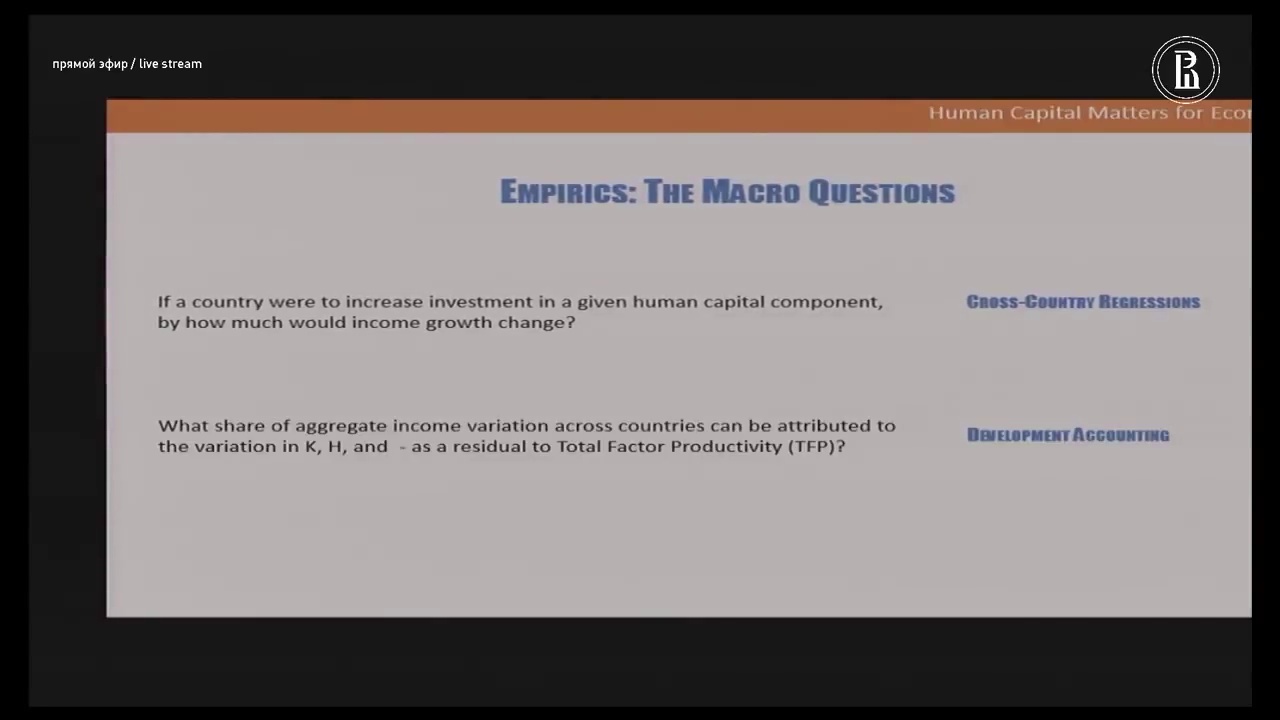 прямой эфир / live stream
Human Capital Matters for
EMPIRICS: THE MACRO QUESTIONS
If a country were to increase investment in a given human capital component,
by how much would income growth change?
CROSS-COUNTRY REGRESSIONS
What share of aggregate income variation across countries can be attributed to
the variation in K, H, and - as a residual to Total Factor Productivity (TFP)?
DEVELOPMENT ACCOUNTING